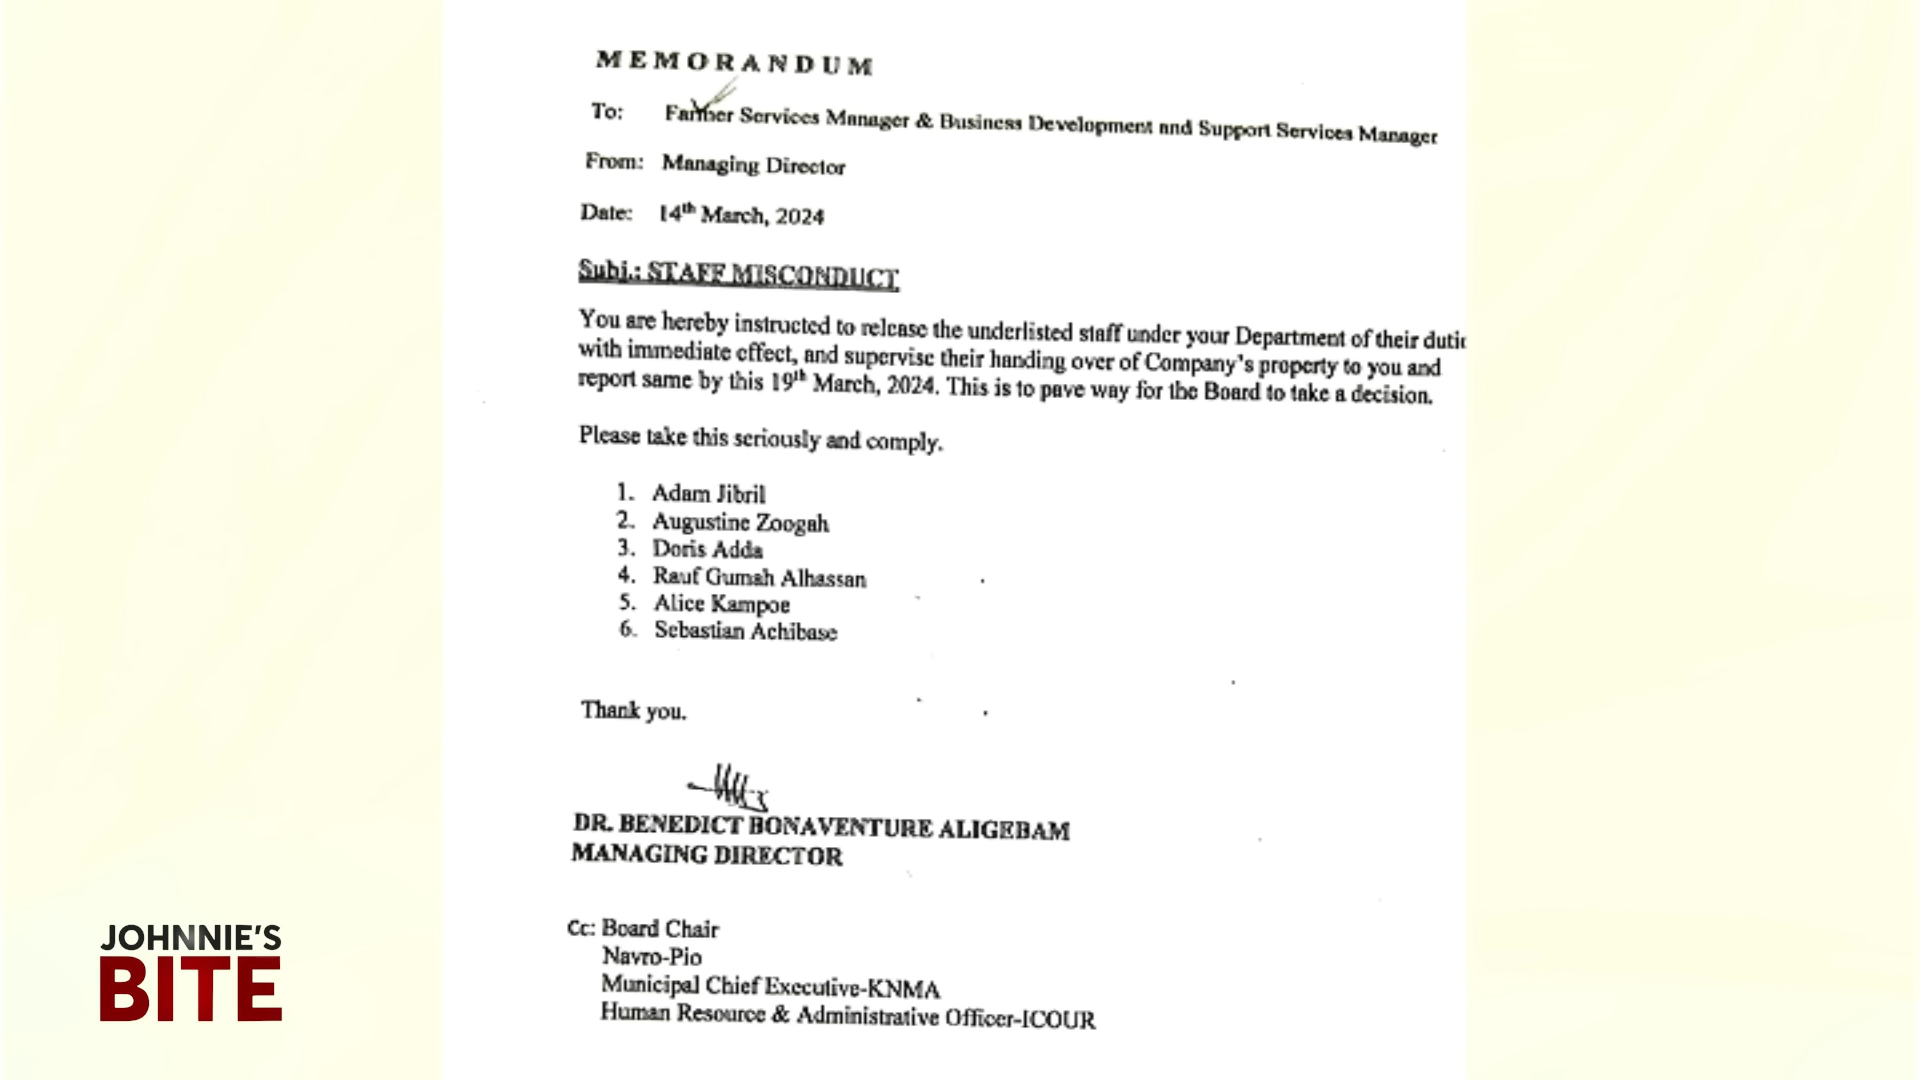 MEMORANDUM
To: Farmer Services Manager & Business Development and Support Services Manager
From: Managing Director
Date: 14th March, 2024
Subj.: STAFF MISCONDUCT
You are hereby instructed to release the underlisted staff under your Department of their dutie
with immediate effect, and supervise their handing over of Company's property to you and
report same by this 19th March, 2024. This is to pave way for the Board to take a decision.
Please take this seriously and comply.
1. Adam Jibril
2. Augustine Zoogah
3. Doris Adda
4. Rauf Gumah Alhassan
5. Alice Kampoe
6. Sebastian Achibase
Thank you.
DR. BENEDICT BONAVENTURE ALIGEBAM
MANAGING DIRECTOR
Cc: Board Chair
Navro-Pio
Municipal Chief Executive-KNMA
Human Resource & Administrative Officer-ICOUR
JOHNNIE'S
BITE